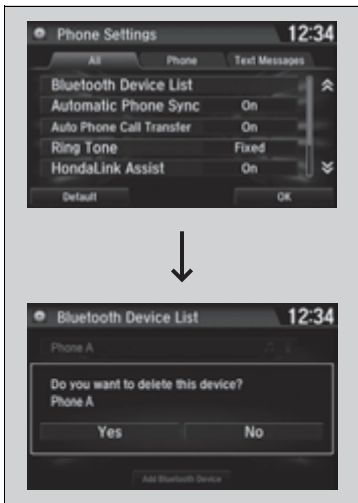 Phone Settings 12:34
All Phone Text Messages
Bluetooth Device List
Automatic Phone Sync On
Auto Phone Call Transfer On
Ring Tone Fixed
HondaLink Assist On
Default OK
Bluetooth Device List 12:34
Phone A
Do you want to delete this device?
Phone A
Yes No
Add Bluetooth Device